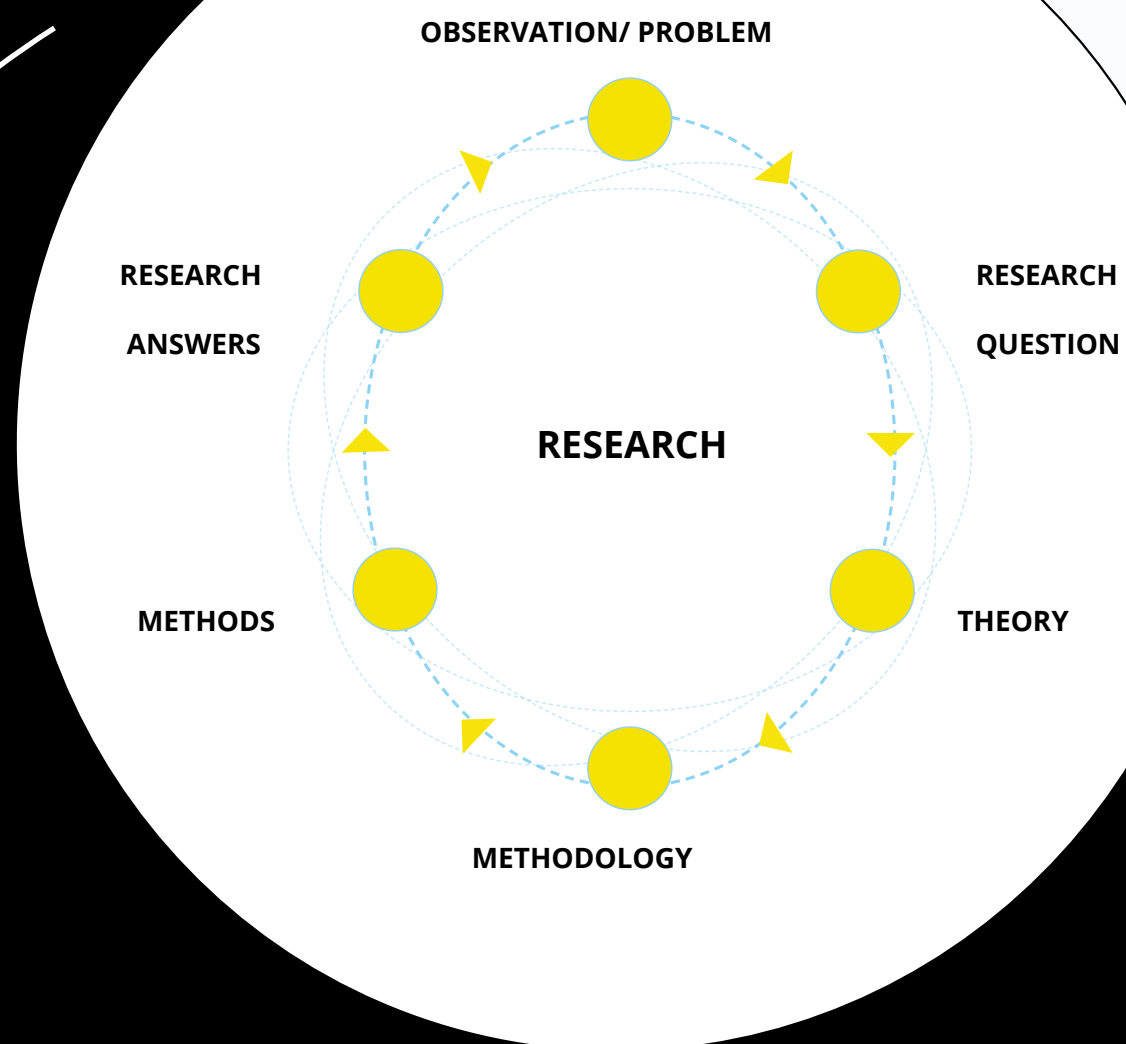 OBSERVATION/ PROBLEM
RESEARCH
ANSWERS
RESEARCH
QUESTION
RESEARCH
METHODS
THEORY
METHODOLOGY